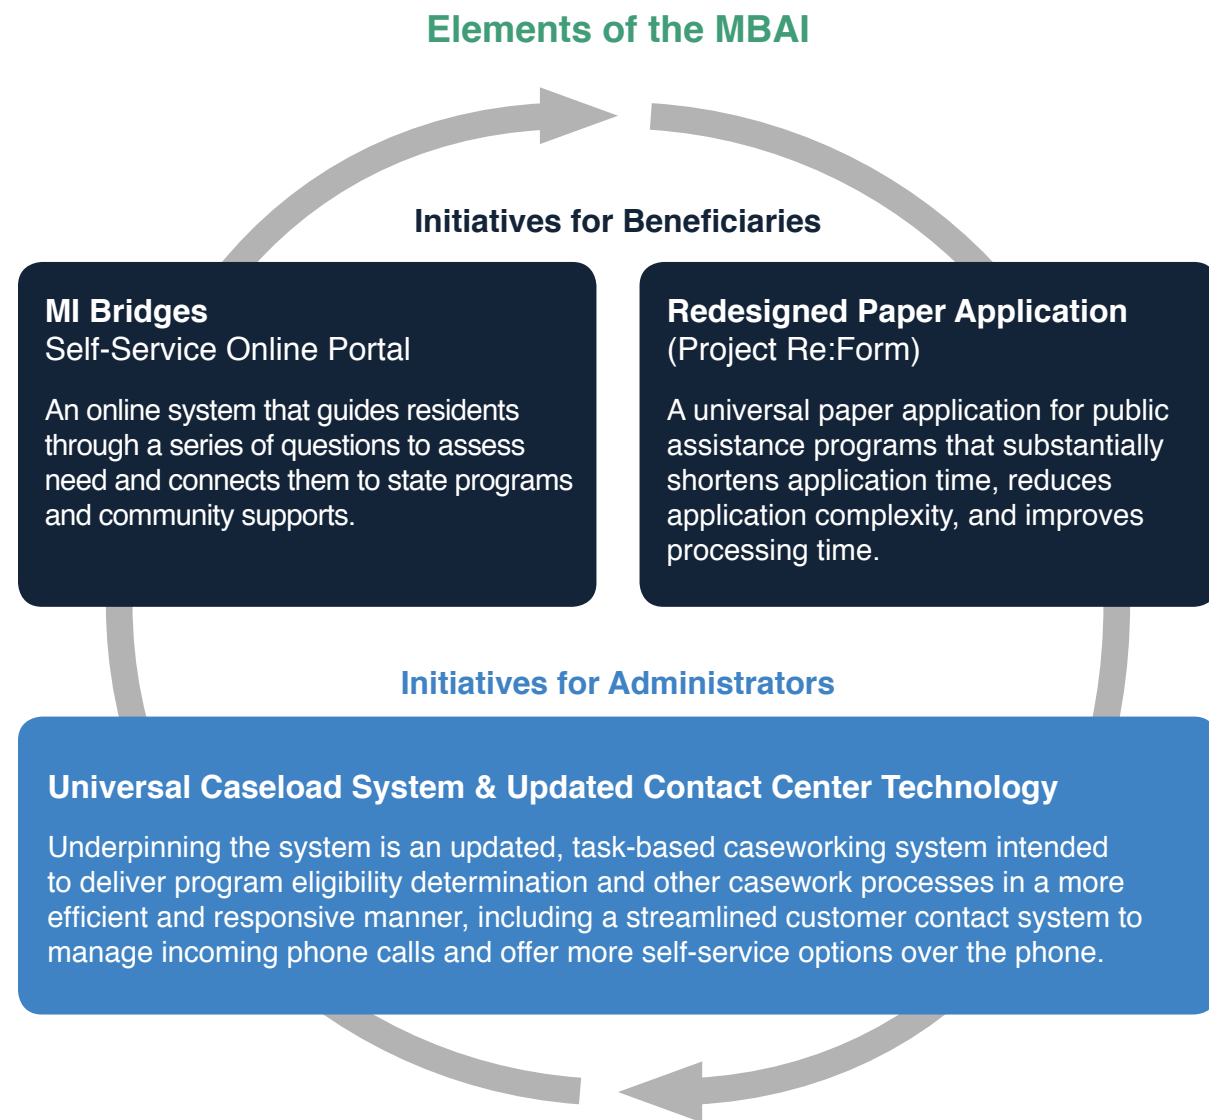 Elements of the MBAI
Initiatives for Beneficiaries
MI Bridges
Self-Service Online Portal
An online system that guides residents
through a series of questions to assess
need and connects them to state programs
and community supports.
Redesigned Paper Application
(Project Re:Form)
A universal paper application for public
assistance programs that substantially
shortens application time, reduces
application complexity, and improves
processing time.
Initiatives for Administrators
Universal Caseload System & Updated Contact Center Technology
Underpinning the system is an updated, task-based caseworking system intended
to deliver program eligibility determination and other casework processes in a more
efficient and responsive manner, including a streamlined customer contact system to
manage incoming phone calls and offer more self-service options over the phone.